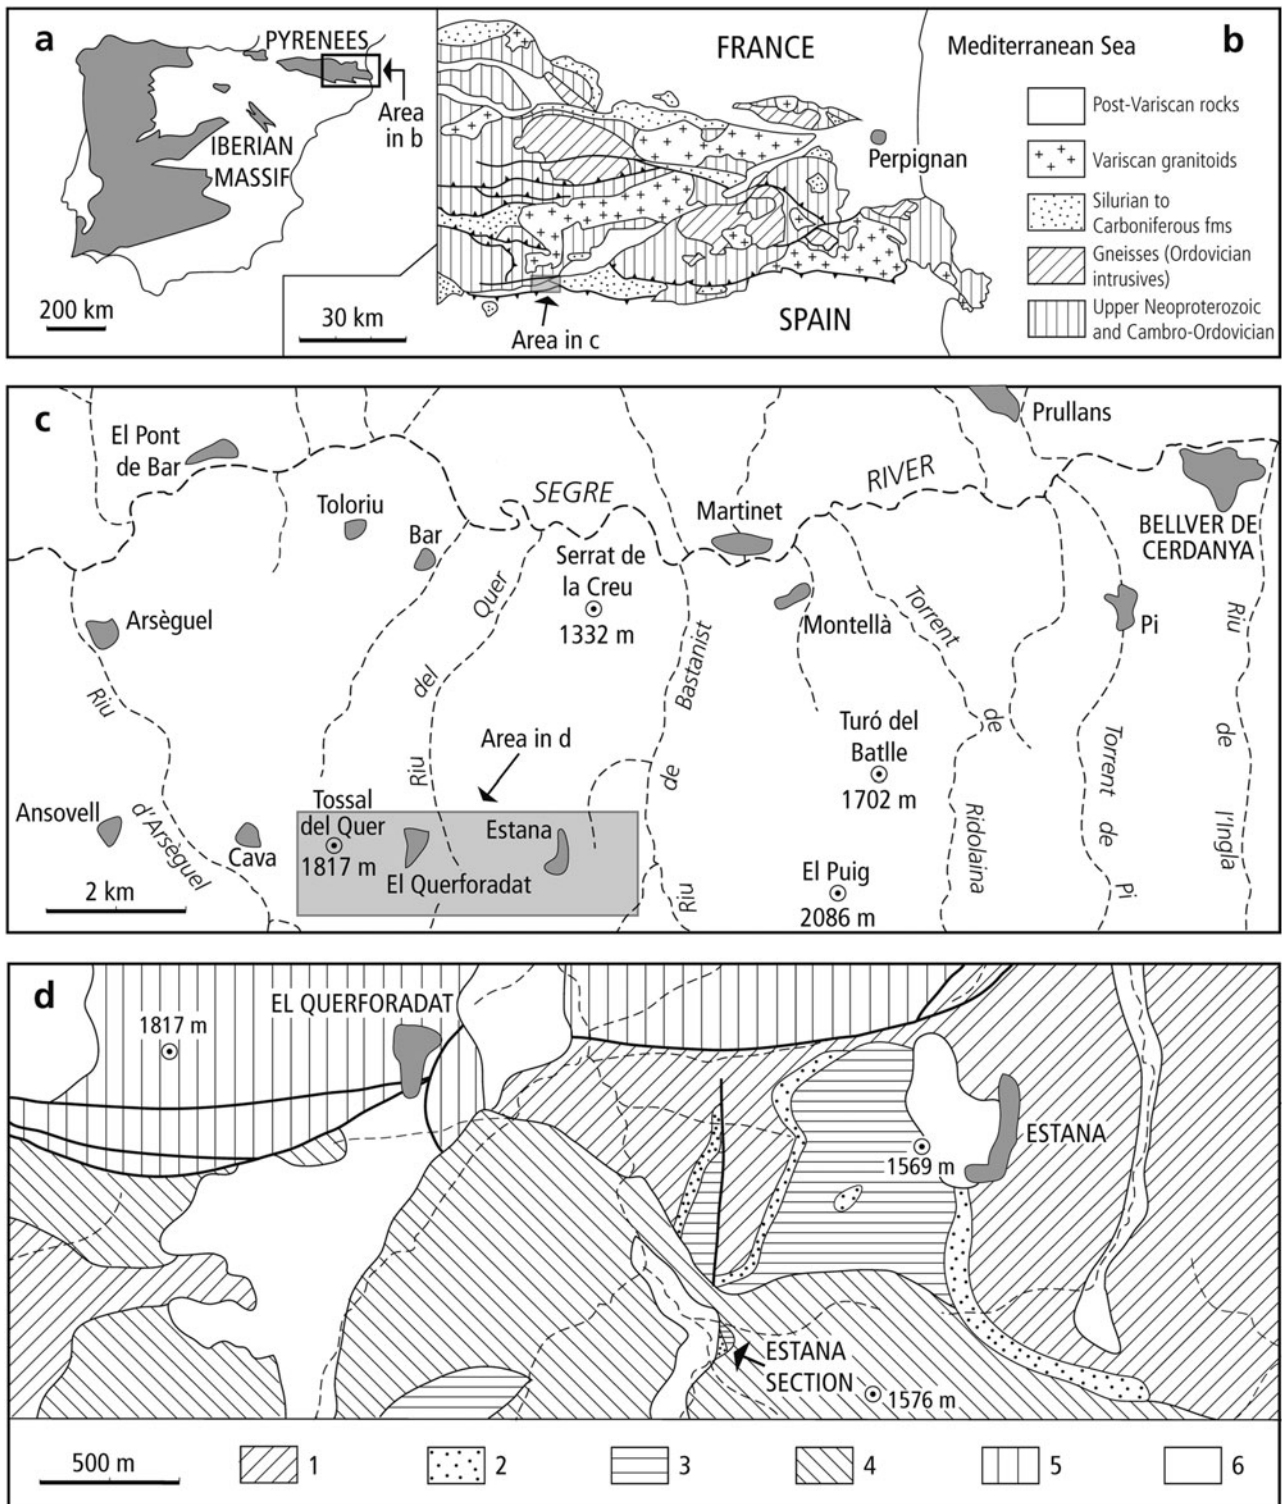 a
PYRENEES
Area
in b
IBERIAN
MASSIF
200 km
30 km
b
FRANCE
Mediterranean Sea
Perpignan
SPAIN
Area in c
Post-Variscan rocks
Variscan granitoids
Silurian to
Carboniferous fms
Gneisses (Ordovician
intrusives)
Upper Neoproterozoic
and Cambro-Ordovician
c
El Pont
de Bar
Toloriu
Bar
SEGRE
RIVER
Prullans
Martinet
BELLVER DE
CERDANYA
Serrat de
la Creu
1332 m
Arsèguel
Montellà
Pi
Riu
d'Arsèguel
Riu
del
Quer
Riu
de
Bastanist
Torrent
de
Ridolaina
Torrent de
Pi
Riu
de
l'Ingla
Area in d
Turó del
Batlle
1702 m
Ansovell
Cava
Tossal
del Quer
1817 m
El Querforadat
Estana
El Puig
2086 m
2 km
d
1817 m
EL QUERFORADAT
ESTANA
1569 m
ESTANA
SECTION
1576 m
500 m
1
2
3
4
5
6